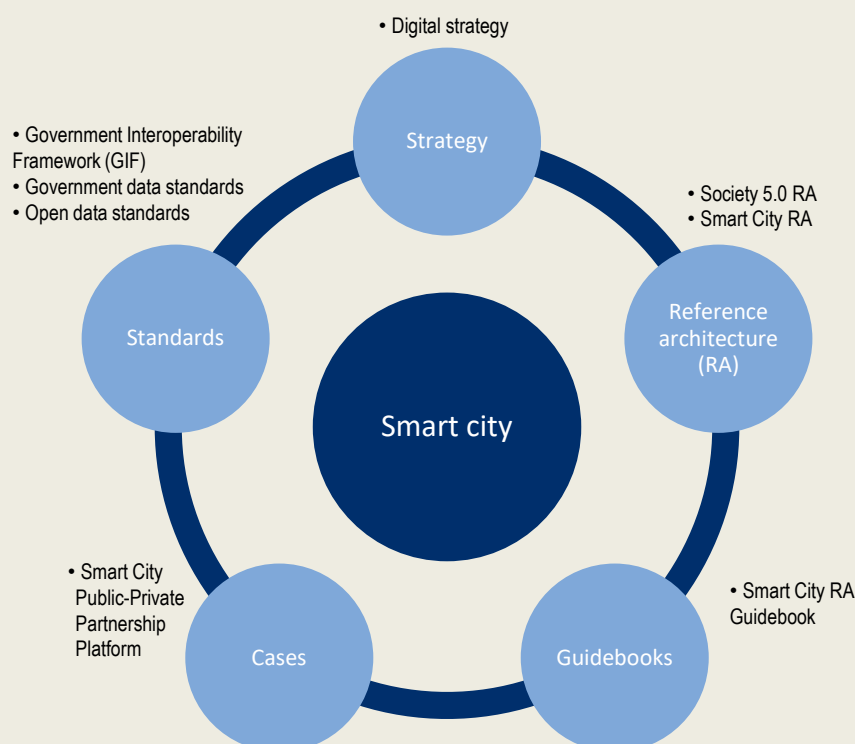 • Digital strategy
Strategy
• Government Interoperability
Framework (GIF)
• Government data standards
• Open data standards
Standards
• Society 5.0 RA
• Smart City RA
Reference
architecture
(RA)
Smart city
• Smart City
Public-Private
Partnership
Platform
Cases
• Smart City RA
Guidebook
Guidebooks